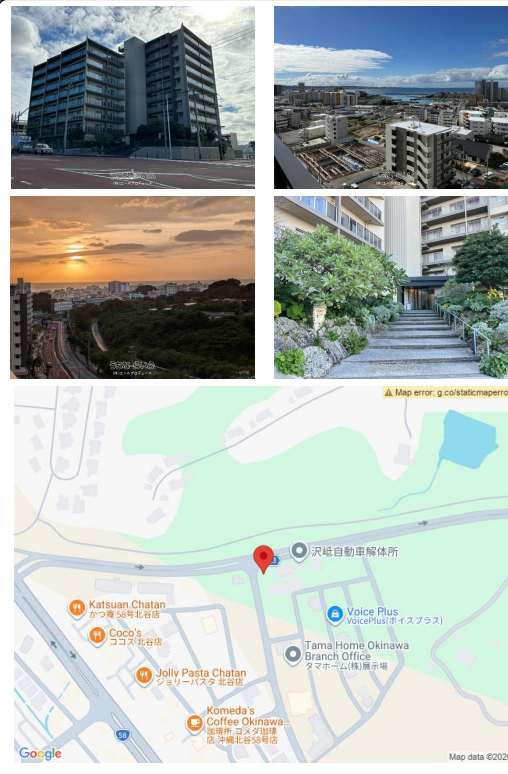 Map error: g.co/staticmaperro
沢岻自動車解体所
Katsuan Chatan
かつ庵 58号北谷店
Voice Plus
VoicePlus(ボイスプラス)
Coco's
ココス 北谷店
Tama Home Okinawa
Branch Office
タマホーム(株)展示場
Jolly Pasta Chatan
ジョリーパスタ 北谷店
Komeda's
Coffee Okinawa...
珈琲所 コメダ珈琲
店 沖縄北谷58号店
58
Google
Map data ©2026